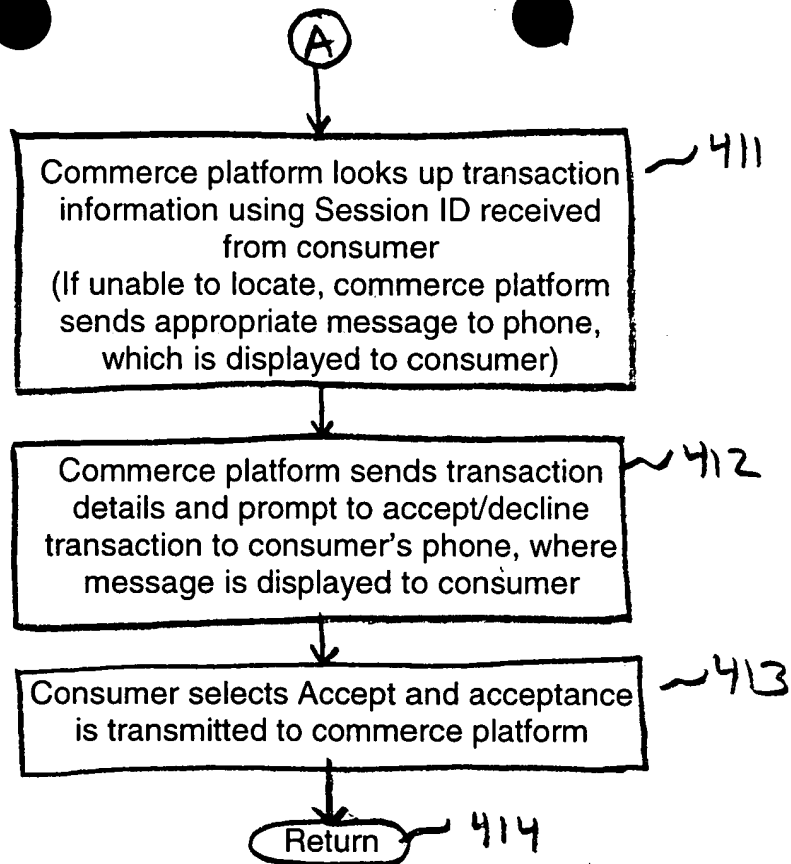 A
Commerce platform looks up transaction
information using Session ID received
from consumer
(If unable to locate, commerce platform
sends appropriate message to phone,
which is displayed to consumer)
411
Commerce platform sends transaction
details and prompt to accept/decline
transaction to consumer's phone, where
message is displayed to consumer
412
Consumer selects Accept and acceptance
is transmitted to commerce platform
413
Return
414